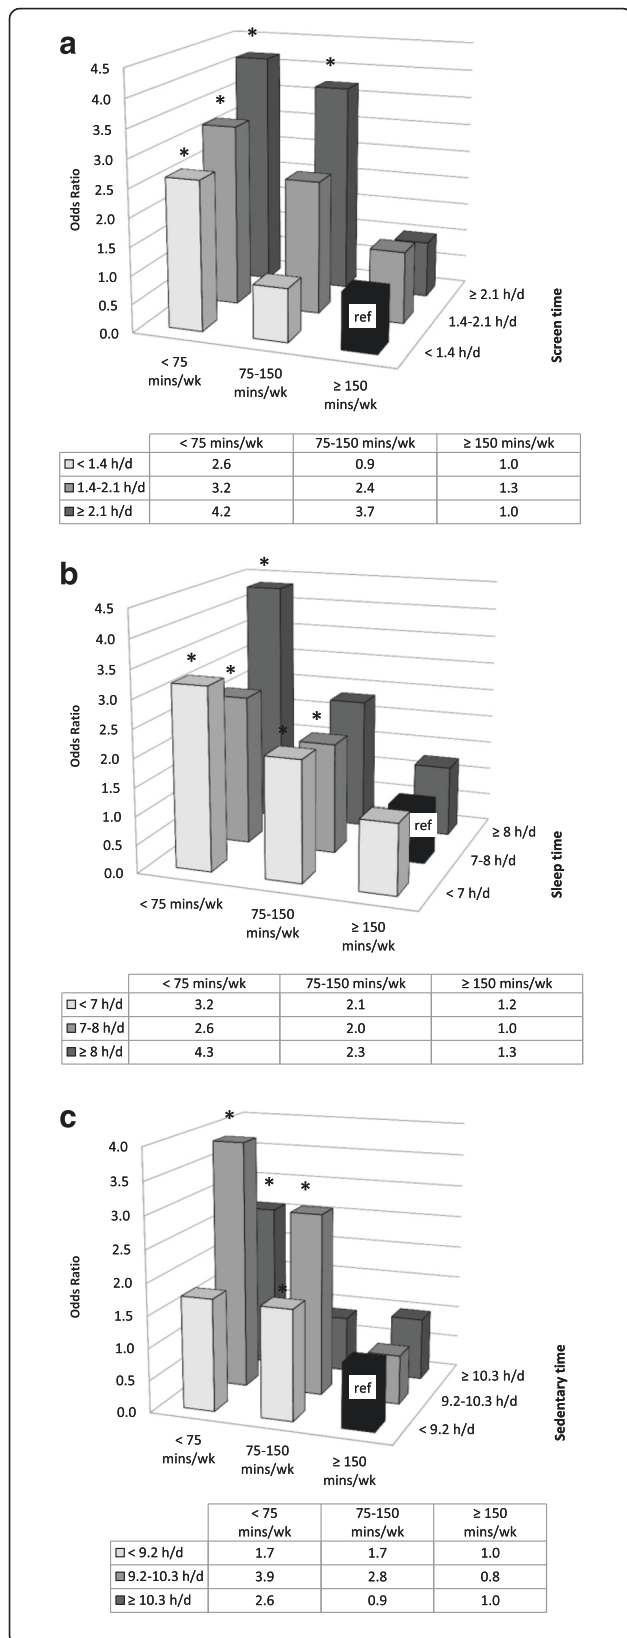 a
*
*
*
*
4.5
4.0
3.5
3.0
2.5
2.0
1.5
1.0
0.5
0.0
Odds Ratio
ref
≥ 2.1 h/d
1.4-2.1 h/d
< 1.4 h/d
Screen time
< 75
mins/wk
75-150
mins/wk
≥ 150
mins/wk
< 75 mins/wk 75-150 mins/wk ≥ 150 mins/wk
< 1.4 h/d 2.6 0.9 1.0
1.4-2.1 h/d 3.2 2.4 1.3
≥ 2.1 h/d 4.2 3.7 1.0
b
*
*
*
*
*
4.5
4.0
3.5
3.0
2.5
2.0
1.5
1.0
0.5
0.0
Odds Ratio
ref
≥ 8 h/d
7-8 h/d
< 7 h/d
Sleep time
< 75 mins/wk
75-150
mins/wk
≥ 150
mins/wk
< 75 mins/wk 75-150 mins/wk ≥ 150 mins/wk
< 7 h/d 3.2 2.1 1.2
7-8 h/d 2.6 2.0 1.0
≥ 8 h/d 4.3 2.3 1.3
c
*
*
*
*
4.0
3.5
3.0
2.5
2.0
1.5
1.0
0.5
0.0
Odds Ratio
ref
≥ 10.3 h/d
9.2-10.3 h/d
< 9.2 h/d
Sedentary time
< 75
mins/wk
75-150
mins/wk
≥ 150
mins/wk
< 75 75-150 ≥ 150
mins/wk mins/wk mins/wk
< 9.2 h/d 1.7 1.7 1.0
9.2-10.3 h/d 3.9 2.8 0.8
≥ 10.3 h/d 2.6 0.9 1.0